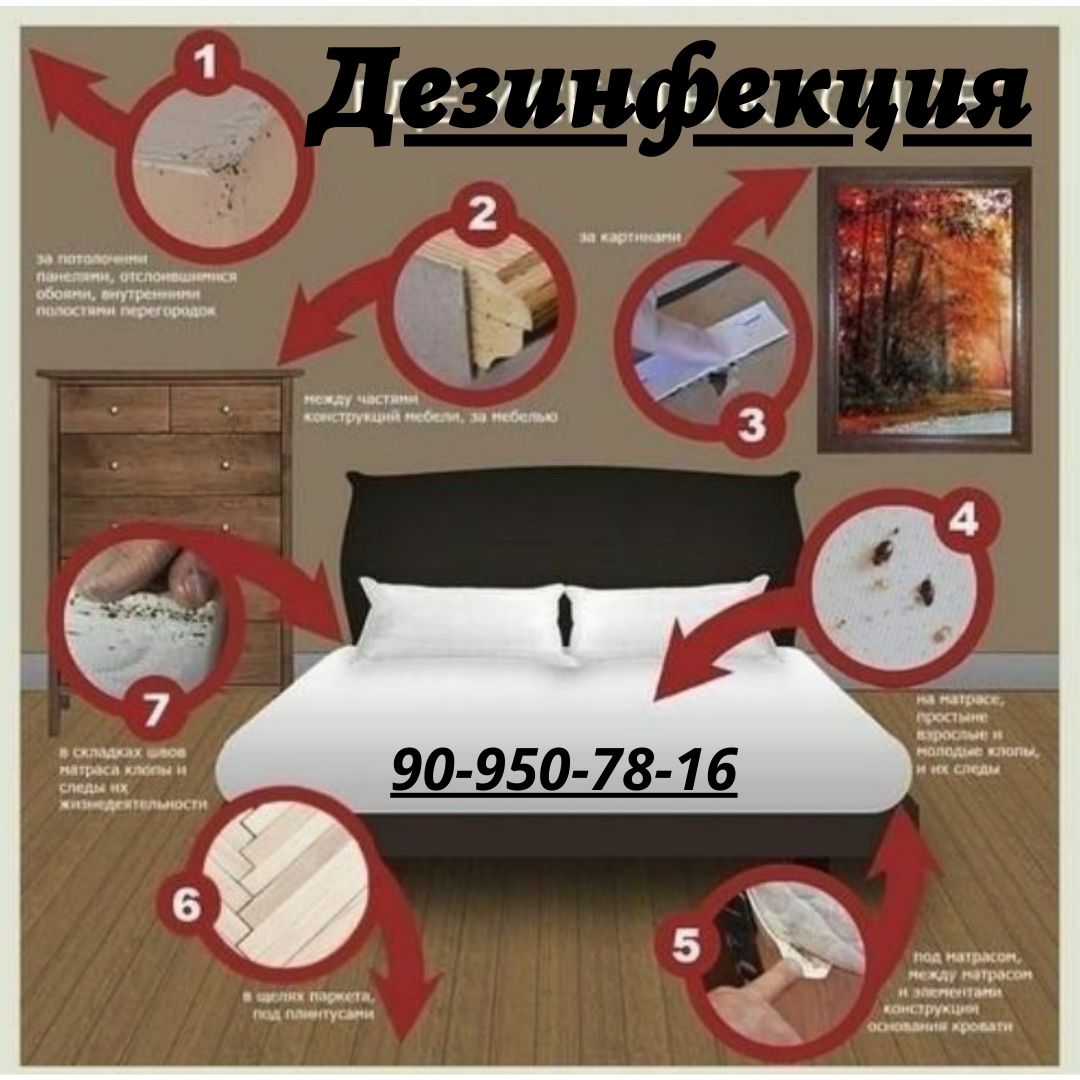 Дезинфекция
1
за потолочными
панелями, отслоившимися
обоями, внутренними
полостями перегородок
2
между частями
конструкций мебели, за мебелью
за картинами
3
4
на матрасе,
простыне
взрослые и
молодые клопы,
и их следы
7
в складках швов
матраса клопы и
следы их
жизнедеятельности
90-950-78-16
6
в щелях паркета,
под плинтусами
5
под матрасом,
между матрасом
и элементами
конструкции
основания кровати